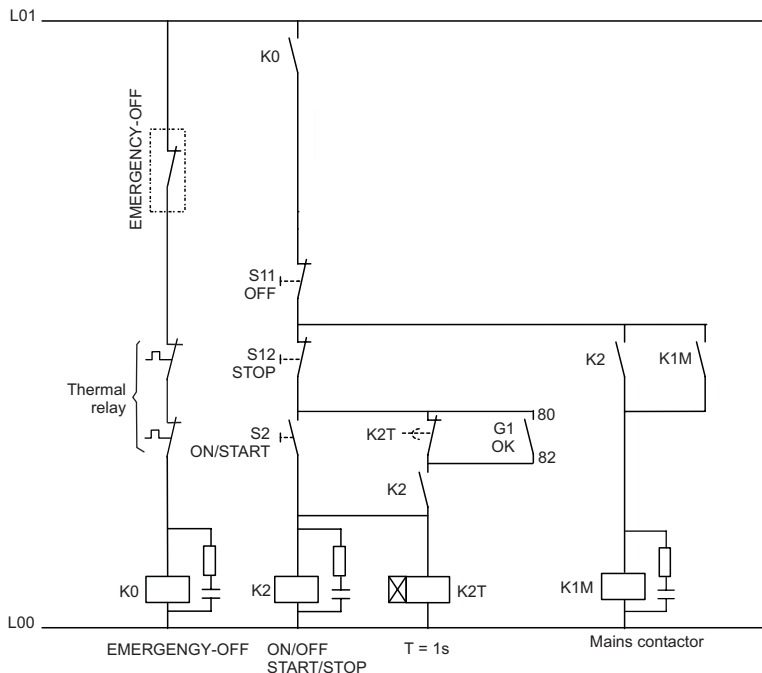 L01
K0
EMERGENCY-OFF
S11
OFF
S12
STOP
K2
K1M
Thermal
relay
S2
ON/START
K2T
G1
OK
80
82
K2
K0
K2
K2T
K1M
L00
EMERGENGY-OFF
ON/OFF
START/STOP
T = 1s
Mains contactor